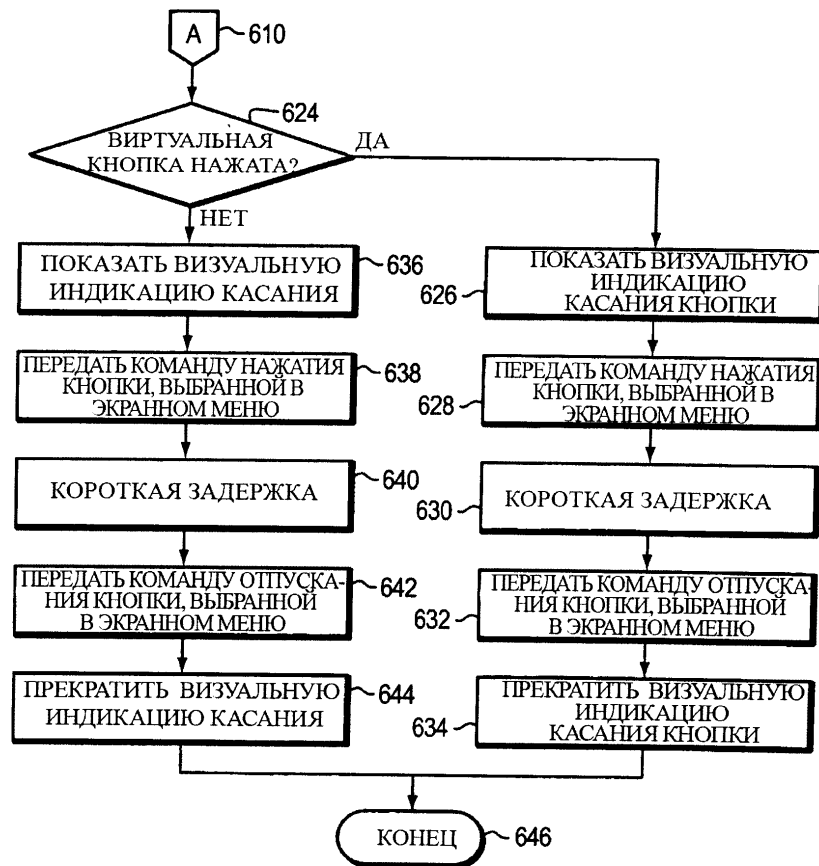 А
610
624
ВИРТУАЛЬНАЯ
КНОПКА НАЖАТА?
ДА
НЕТ
ПОКАЗАТЬ ВИЗУАЛЬНУЮ
ИНДИКАЦИЮ КАСАНИЯ
636
ПЕРЕДАТЬ КОМАНДУ НАЖАТИЯ
КНОПКИ, ВЫБРАННОЙ В
ЭКРАННОМ МЕНЮ
638
КОРОТКАЯ ЗАДЕРЖКА
640
ПЕРЕДАТЬ КОМАНДУ ОТПУСКА-
НИЯ КНОПКИ, ВЫБРАННОЙ
В ЭКРАННОМ МЕНЮ
642
ПРЕКРАТИТЬ ВИЗУАЛЬНУЮ
ИНДИКАЦИЮ КАСАНИЯ
644
ПОКАЗАТЬ ВИЗУАЛЬНУЮ
ИНДИКАЦИЮ
КАСАНИЯ КНОПКИ
626
ПЕРЕДАТЬ КОМАНДУ НАЖАТИЯ
КНОПКИ, ВЫБРАННОЙ В
ЭКРАННОМ МЕНЮ
628
КОРОТКАЯ ЗАДЕРЖКА
630
ПЕРЕДАТЬ КОМАНДУ ОТПУСКА-
НИЯ КНОПКИ, ВЫБРАННОЙ
В ЭКРАННОМ МЕНЮ
632
ПРЕКРАТИТЬ ВИЗУАЛЬНУЮ
ИНДИКАЦИЮ
КАСАНИЯ КНОПКИ
634
КОНЕЦ
646